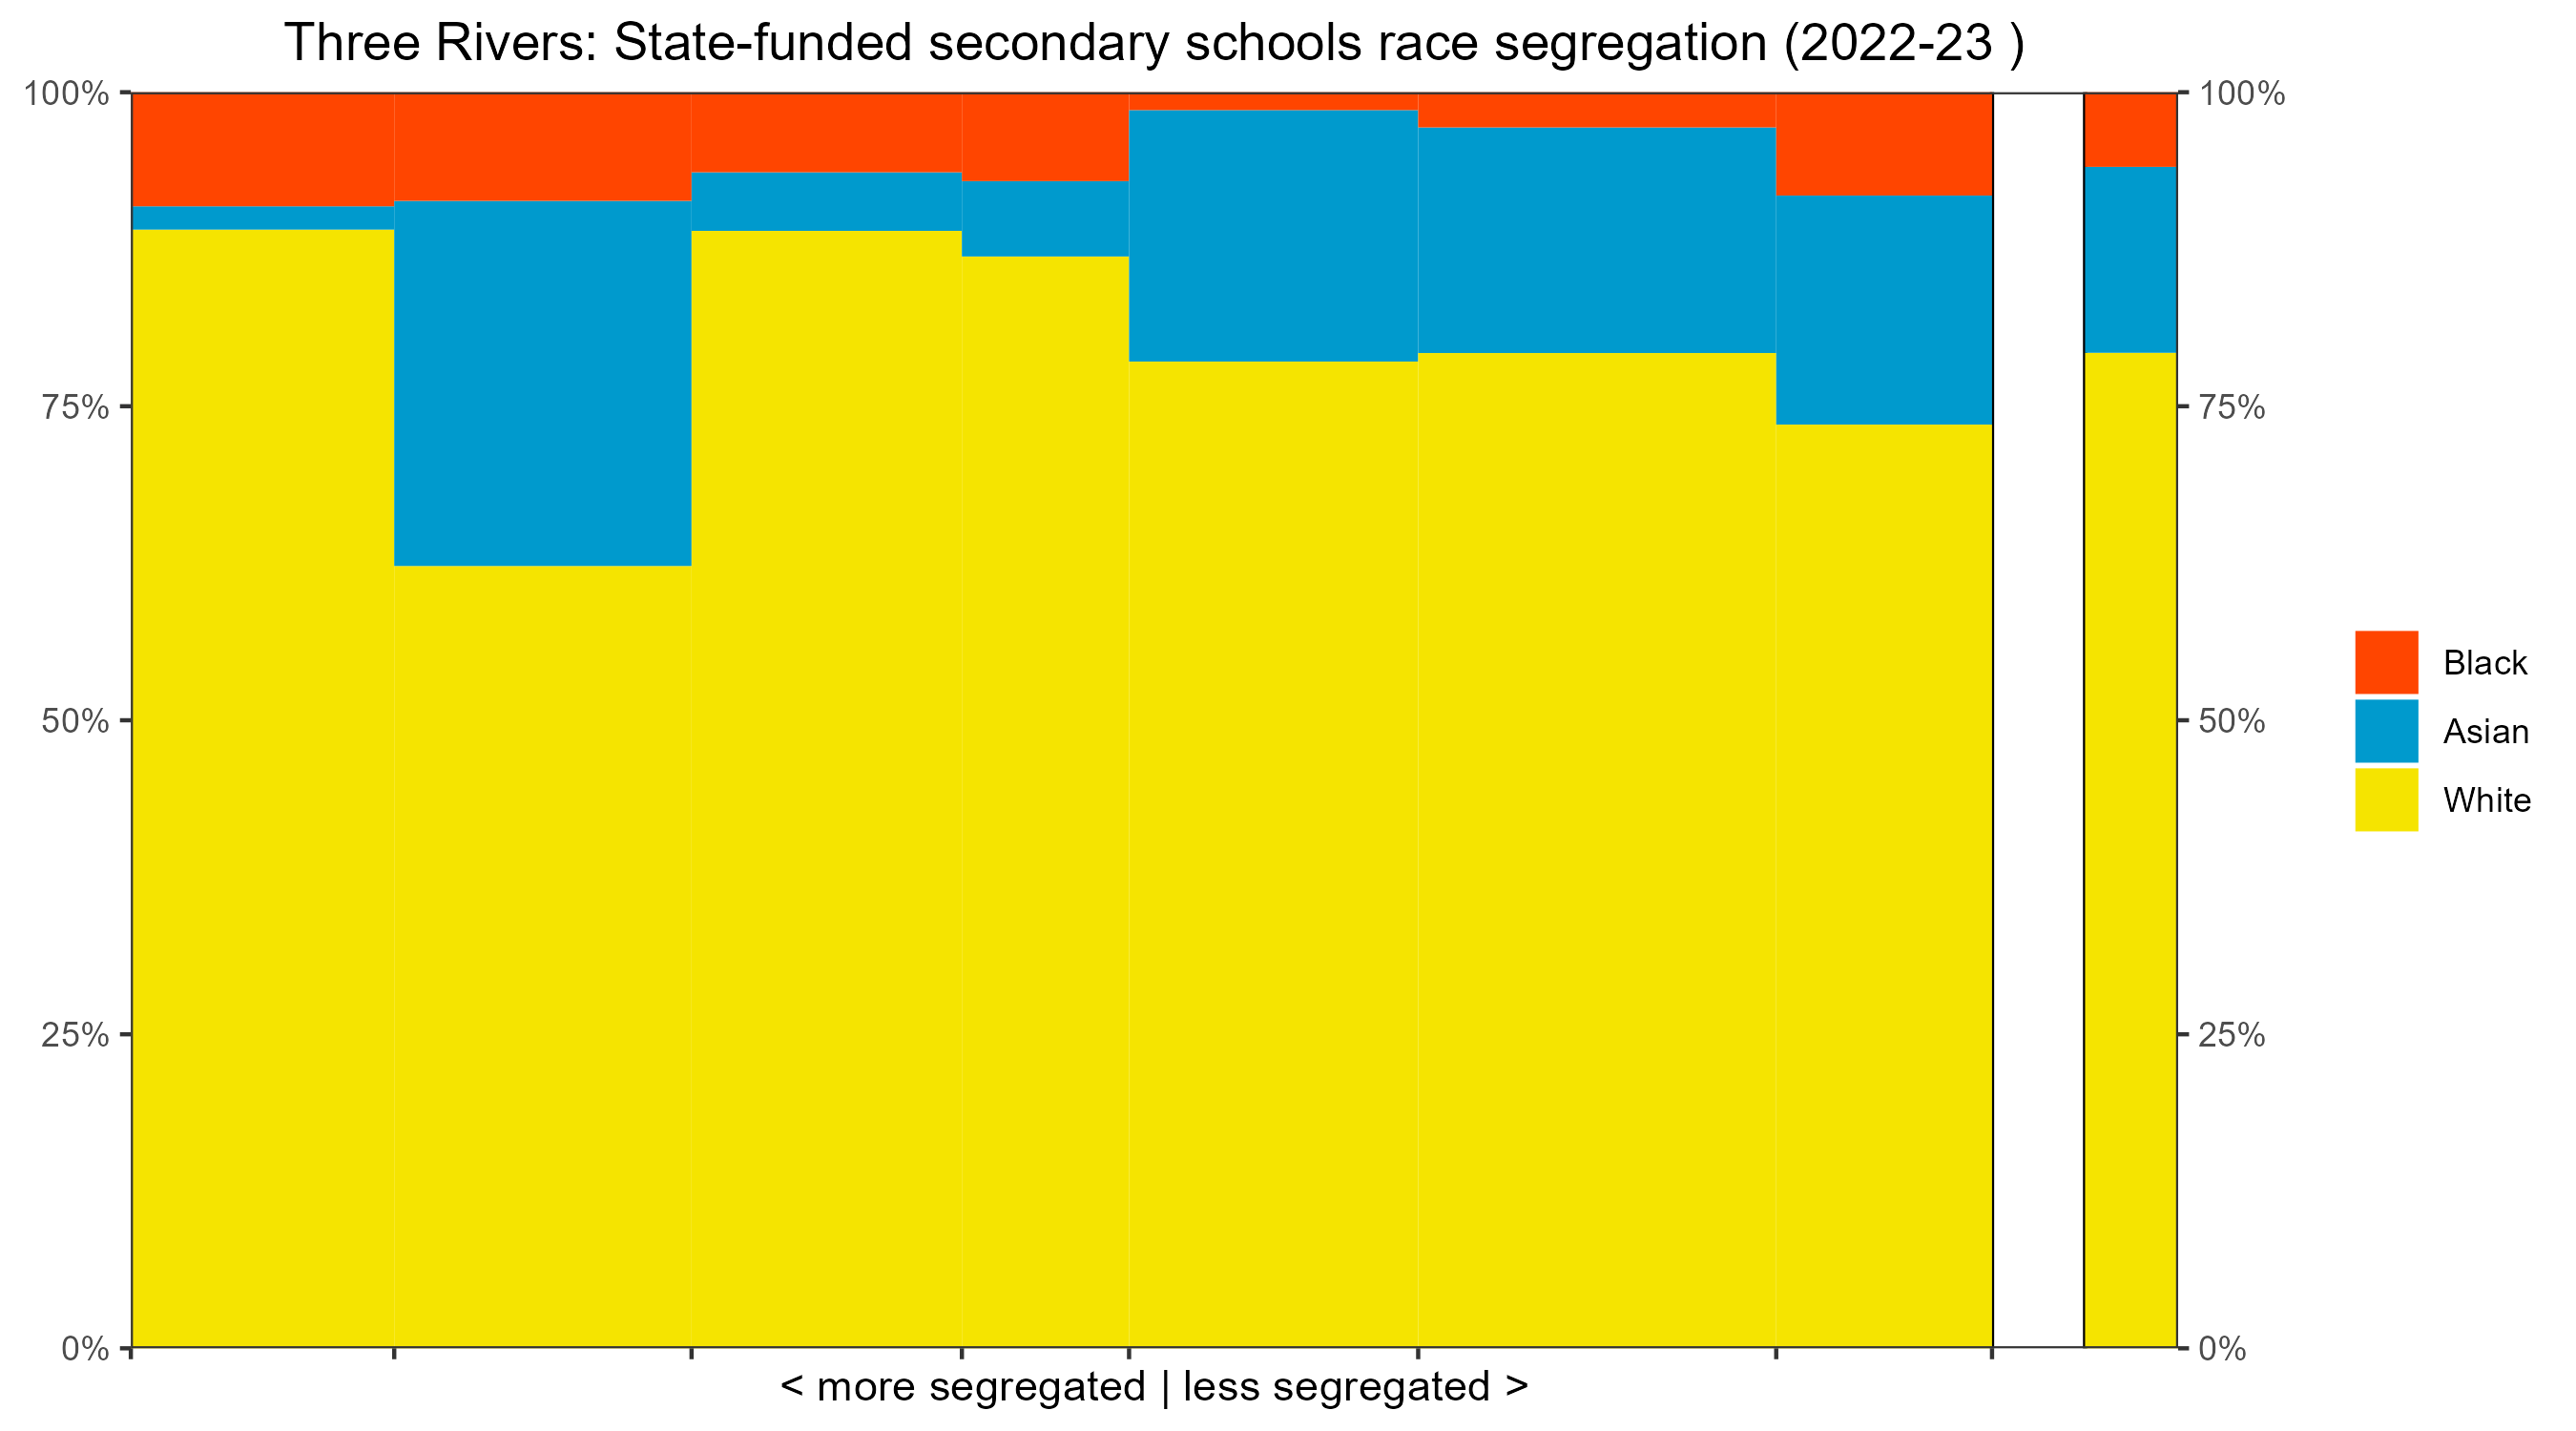 Three Rivers: State-funded secondary schools race segregation (2022-23 )
100%
75%
50%
25%
0%
100%
75%
50%
25%
0%
Black
Asian
White
< more segregated | less segregated >